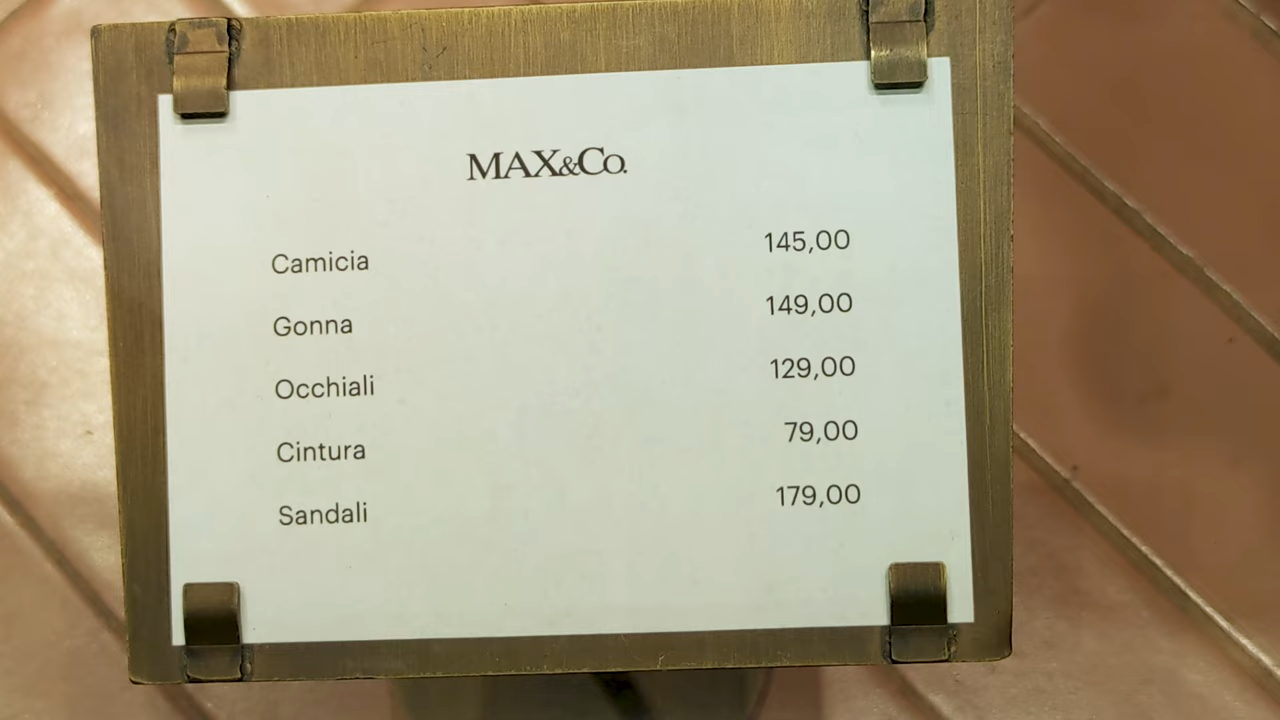 MAX&Co.
Camicia 145,00
Gonna 149,00
Occhiali 129,00
Cintura 79,00
Sandali 179,00